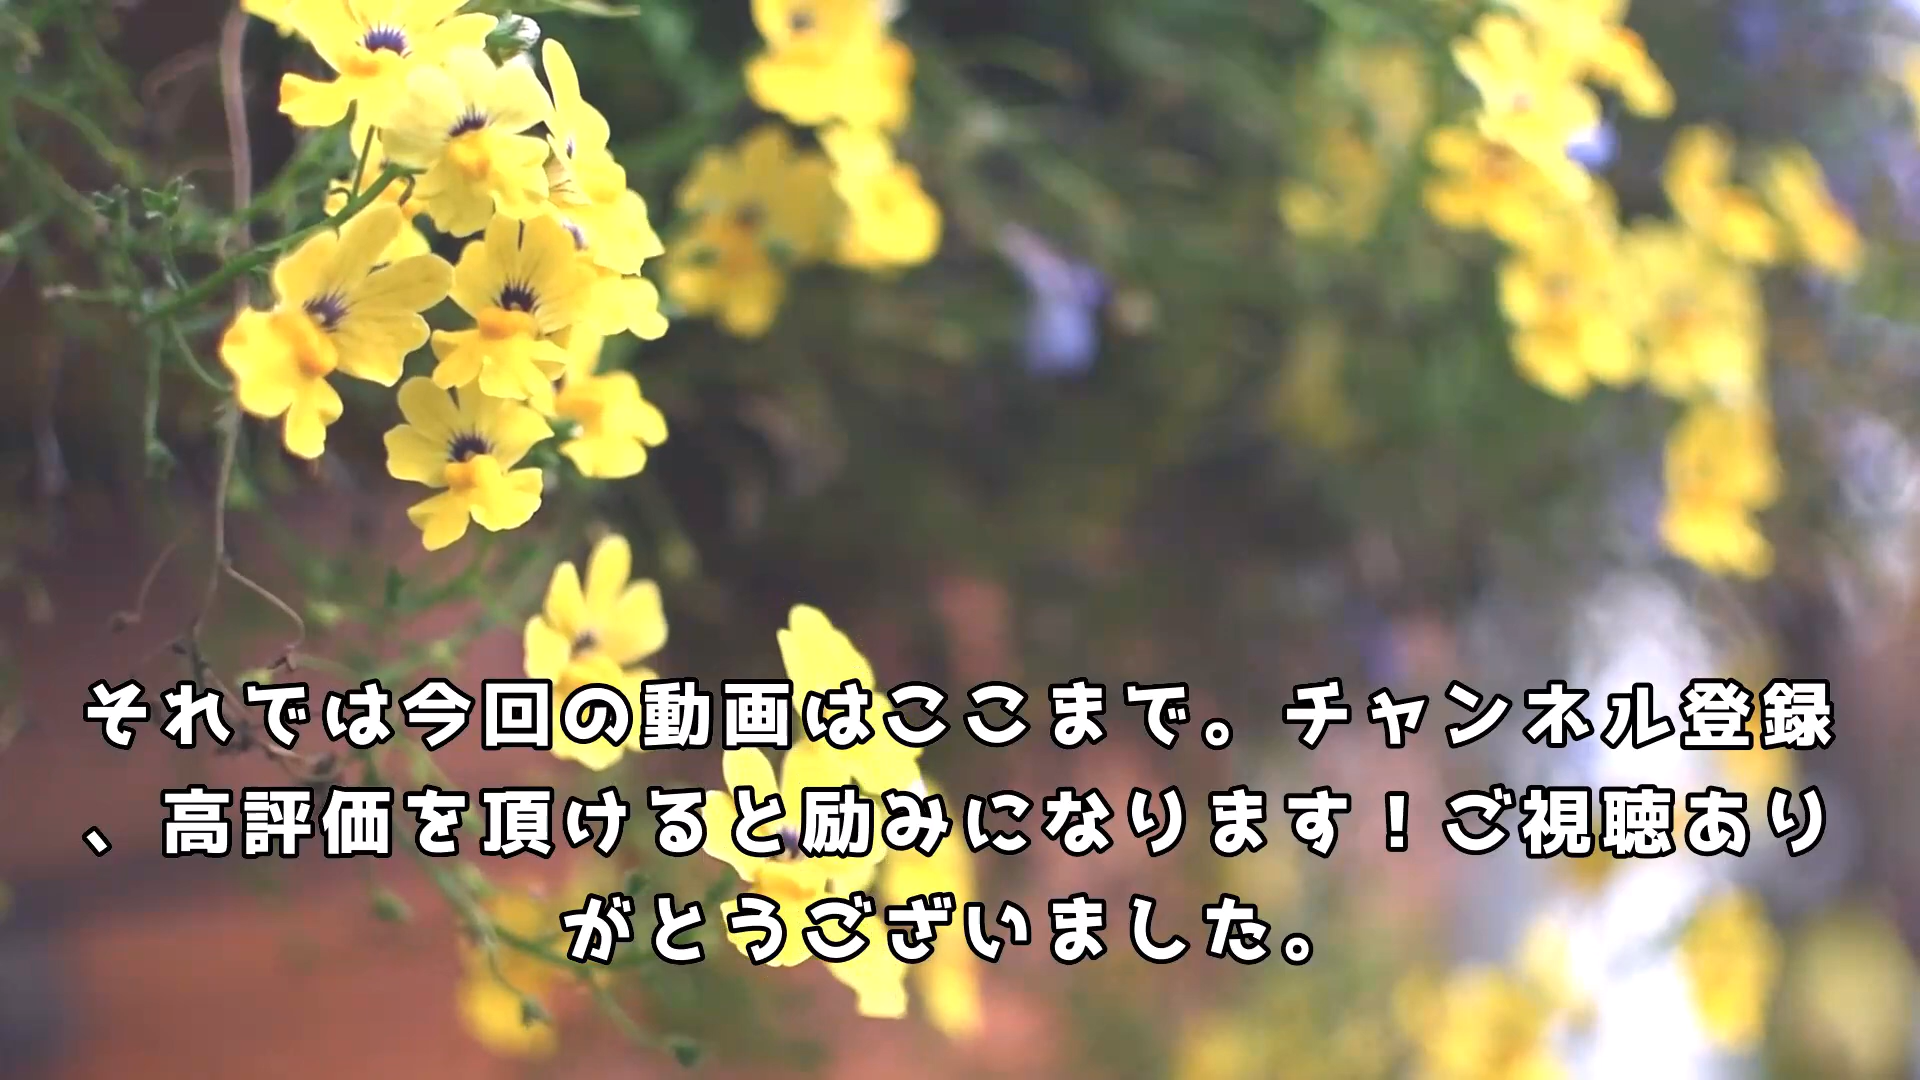 それでは今回の動画はここまで。チャンネル登録
、高評価を頂けると励みになります！ご視聴あり
がとうございました。